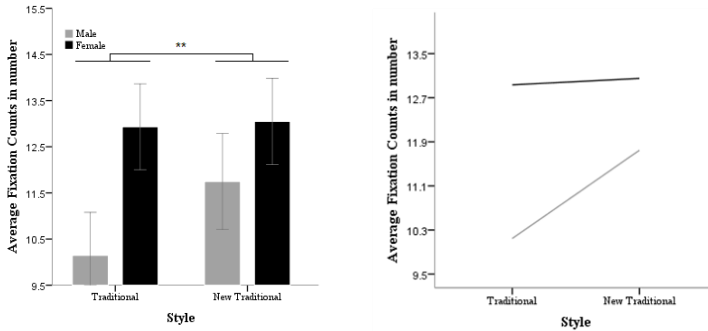 15.5
14.5
13.5
12.5
11.5
10.5
9.5
Average Fixation Counts in number
Male
Female
**
Traditional
New Traditional
Style
13.5
12.7
11.9
11.1
10.3
9.5
Average Fixation Counts in number
Traditional
New Traditional
Style